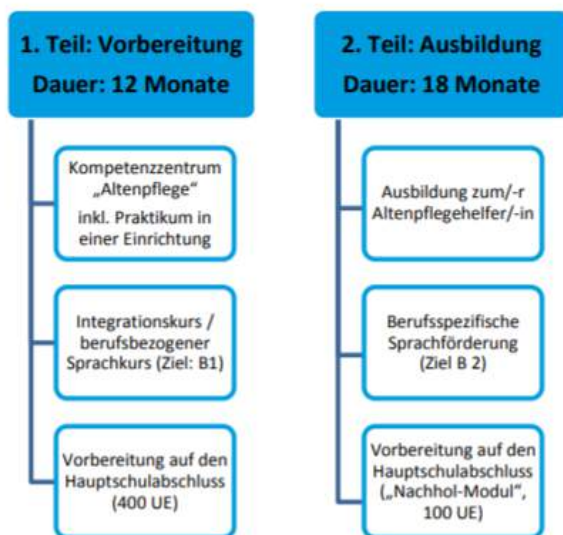 1. Teil: Vorbereitung
Dauer: 12 Monate
Kompetenzzentrum
„Altenpflege“
inkl. Praktikum in
einer Einrichtung
Integrationskurs /
berufsbezogener
Sprachkurs (Ziel: B1)
Vorbereitung auf den
Hauptschulabschluss
(400 UE)
2. Teil: Ausbildung
Dauer: 18 Monate
Ausbildung zum/-r
Altenpflegehelfer/-in
Berufsspezifische
Sprachförderung
(Ziel B 2)
Vorbereitung auf den
Hauptschulabschluss
(„Nachhol-Modul“,
100 UE)